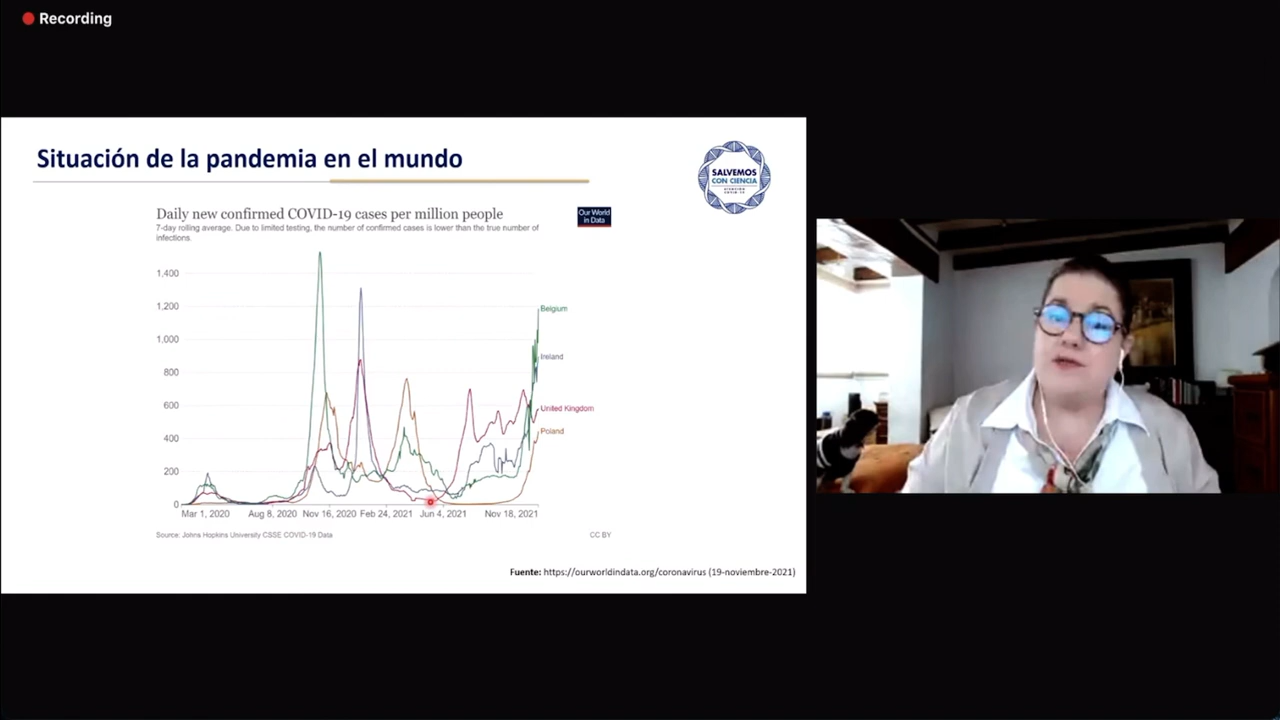 Recording
Situación de la pandemia en el mundo
SALVEMOS
CON CIENCIA
Daily new confirmed COVID-19 cases per million people
Our World
in Data
7-day rolling average. Due to limited testing, the number of confirmed cases is lower than the true number of
infections.
1,400
1,200
1,000
800
600
400
200
0
Belgium
Ireland
United Kingdom
Poland
Mar 1, 2020 Aug 8, 2020 Nov 16, 2020 Feb 24, 2021 Jun 4, 2021 Nov 18, 2021
Source: Johns Hopkins University CSSE COVID-19 Data
CC BY
Fuente: https://ourworldindata.org/coronavirus (19-noviembre-2021)